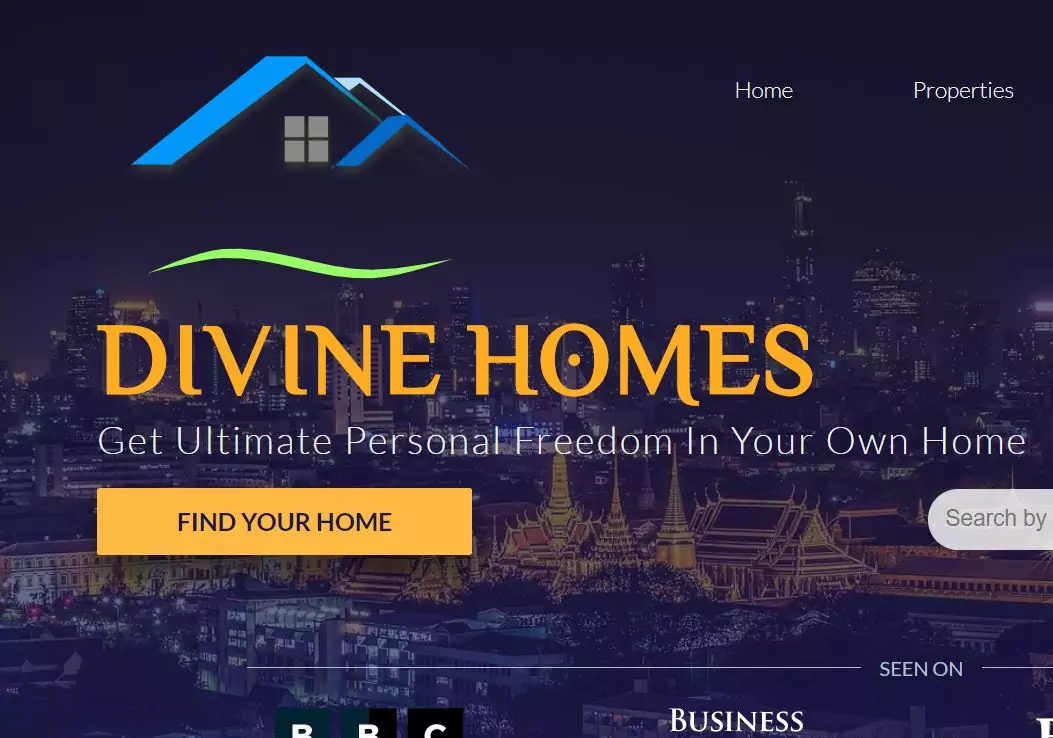 Home
Properties
DIVINE HOMES
Get Ultimate Personal Freedom In Your Own Home
FIND YOUR HOME
Search by
SEEN ON
BBC
BUSINESS